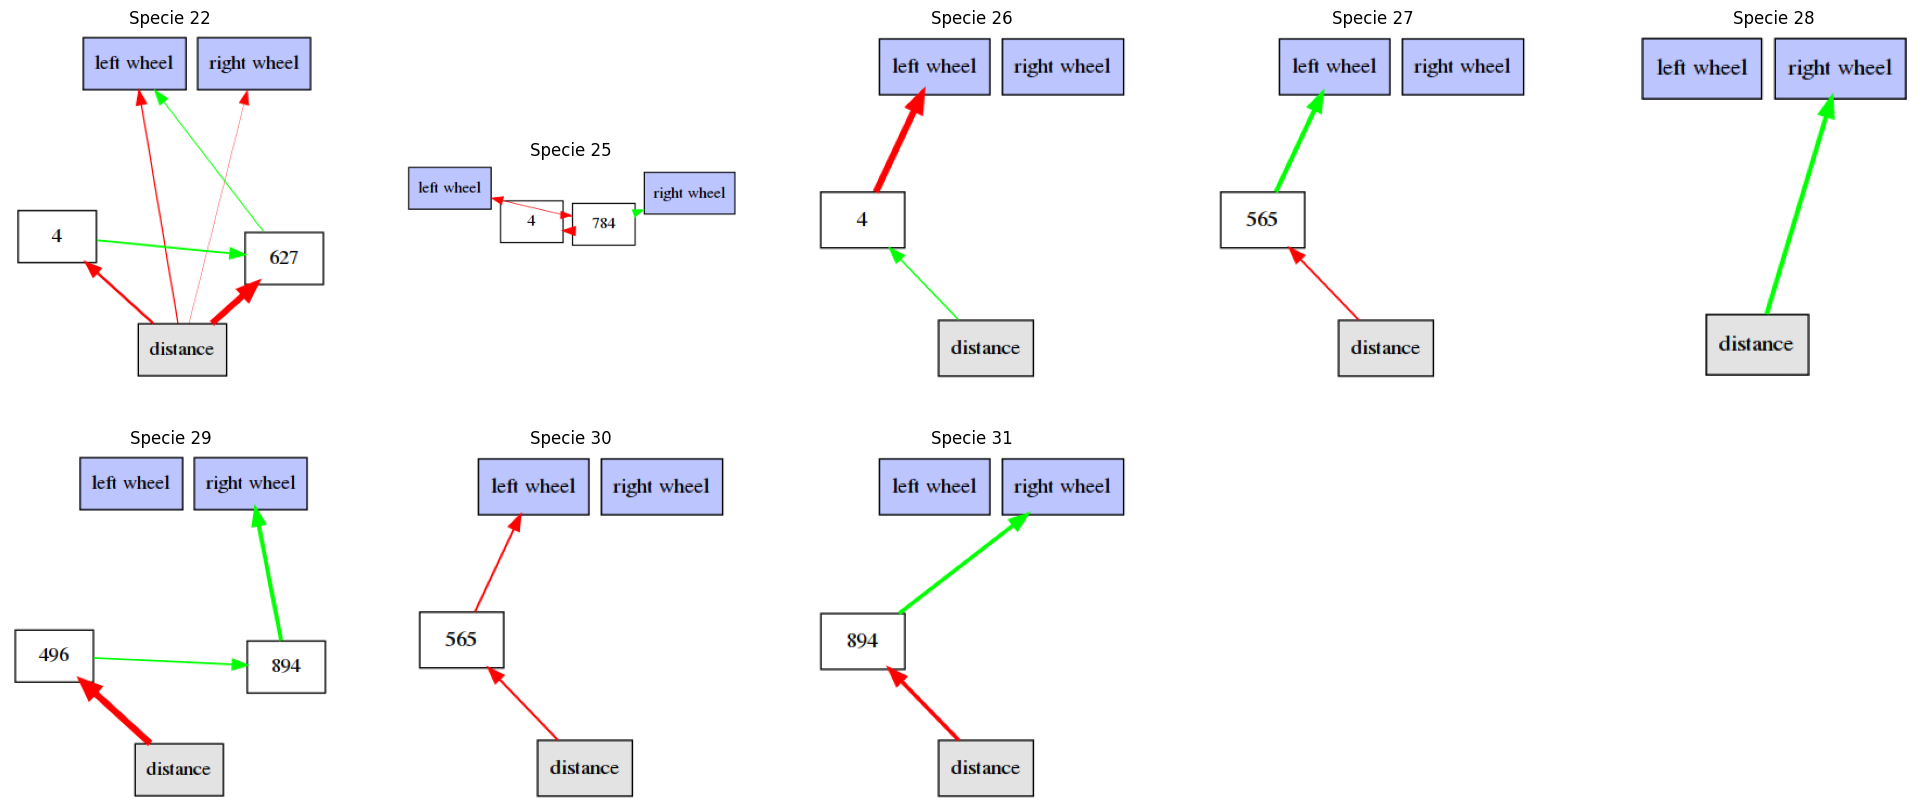 Specie 22
left wheel
right wheel
4
627
distance
Specie 25
left wheel
right wheel
4
784
Specie 26
left wheel
right wheel
4
distance
Specie 27
left wheel
right wheel
565
distance
Specie 28
left wheel
right wheel
distance
Specie 29
left wheel
right wheel
496
894
distance
Specie 30
left wheel
right wheel
565
distance
Specie 31
left wheel
right wheel
894
distance